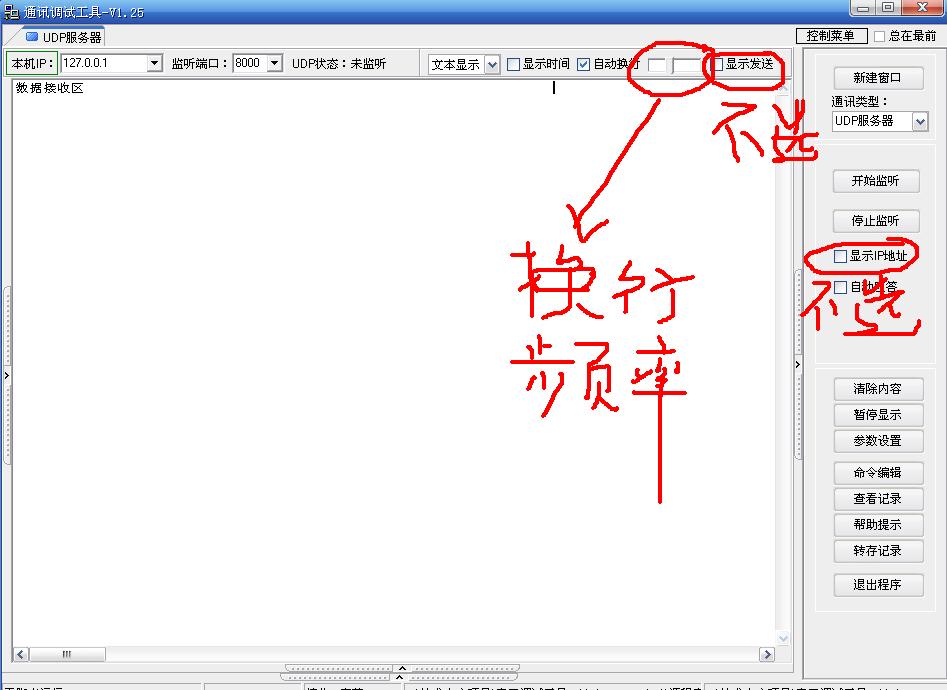 通讯调试工具-V1.25
UDP服务器
控制菜单 总在最前
本机IP: 127.0.0.1 监听端口: 8000 UDP状态: 未监听 文本显示 显示时间 自动换行 显示发送
数据接收区
新建窗口
通讯类型:
UDP服务器
不选
开始监听
停止监听
显示IP地址
自动回答
不选
换行
频率
清除内容
暂停显示
参数设置
命令编辑
查看记录
帮助提示
转存记录
退出程序